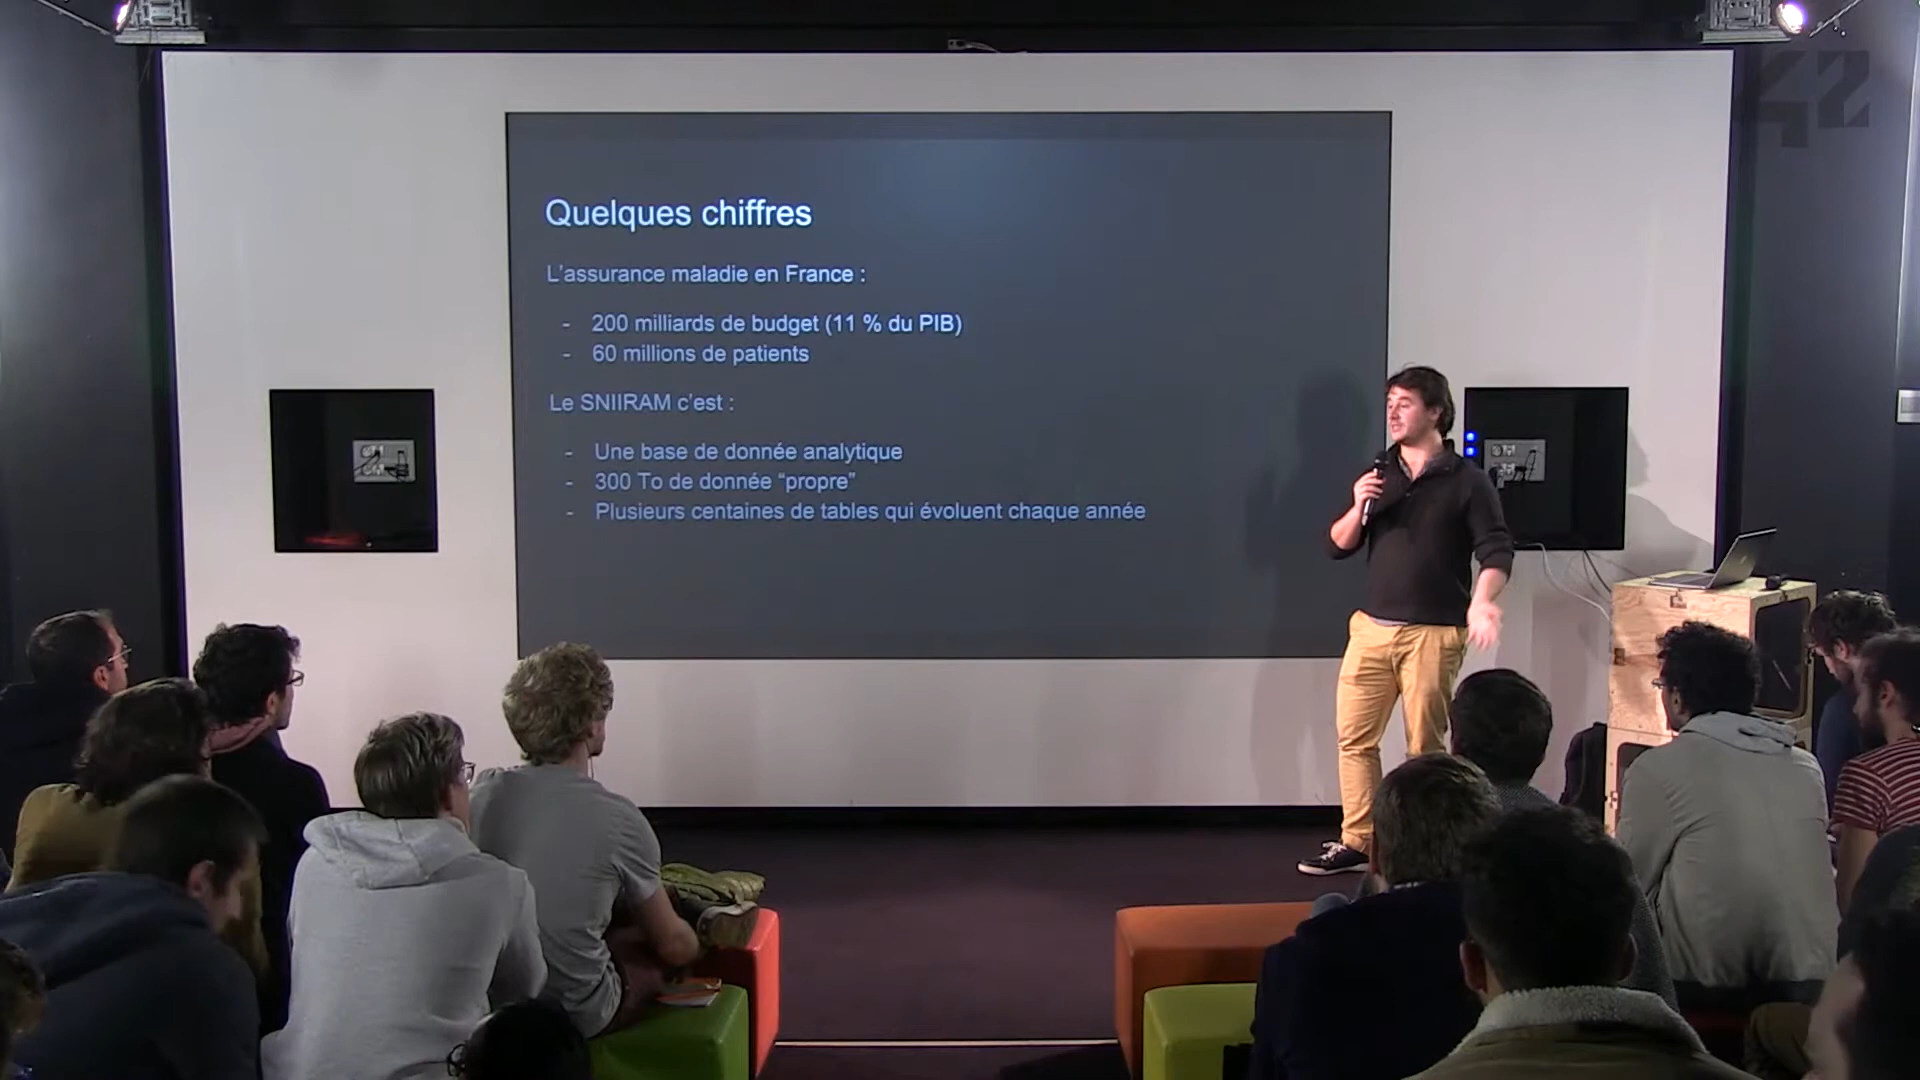 42
Quelques chiffres
L'assurance maladie en France :
- 200 milliards de budget (11 % du PIB)
- 60 millions de patients
Le SNIIRAM c'est :
- Une base de donnée analytique
- 300 To de donnée “propre”
- Plusieurs centaines de tables qui évoluent chaque année